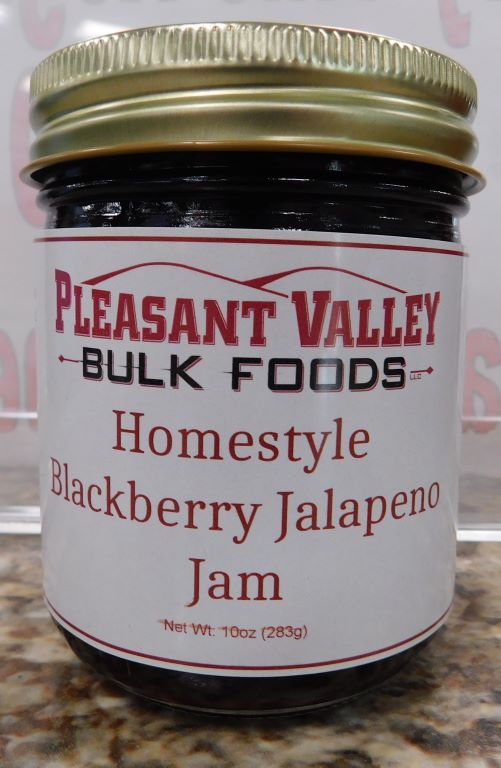 PLEASANT VALLEY
BULK FOODS LLC
Homestyle
Blackberry Jalapeno
Jam
Net Wt: 10oz (283g)